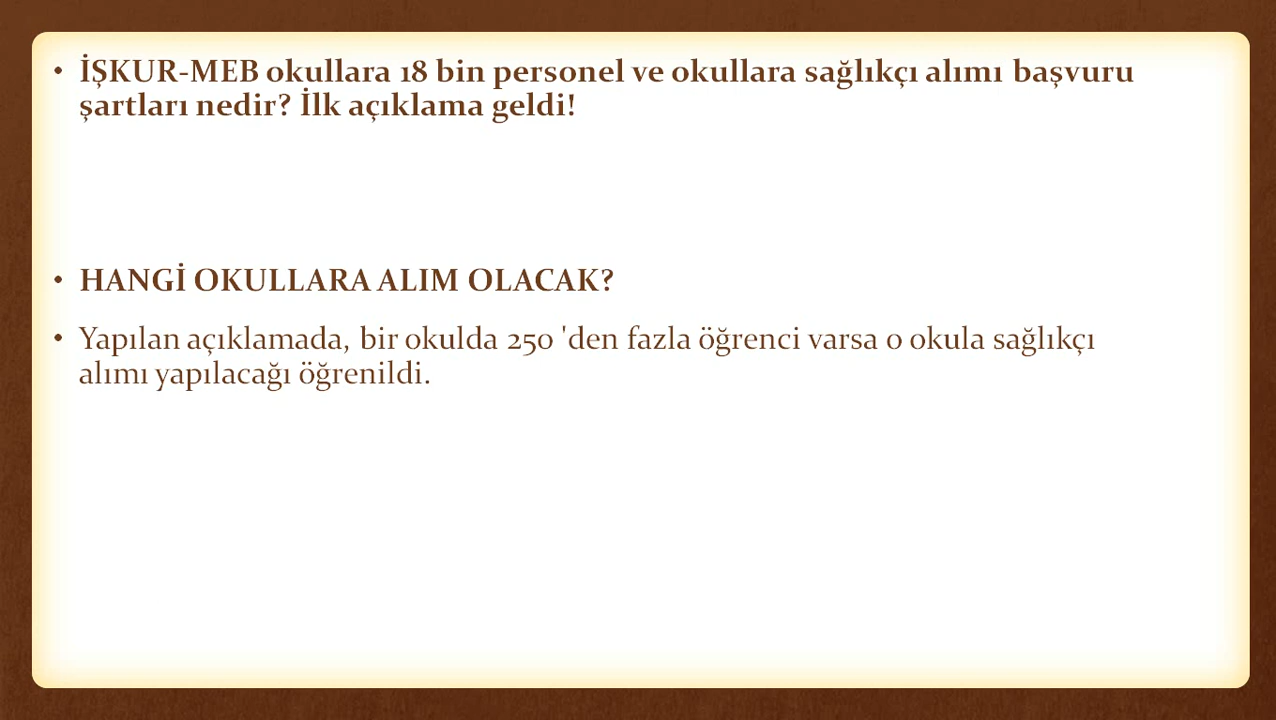 • İŞKUR-MEB okullara 18 bin personel ve okullara sağlıkçı alımı başvuru
şartları nedir? İlk açıklama geldi!
• HANGİ OKULLARA ALIM OLACAK?
• Yapılan açıklamada, bir okulda 250 'den fazla öğrenci varsa o okula sağlıkçı
alımı yapılacağı öğrenildi.